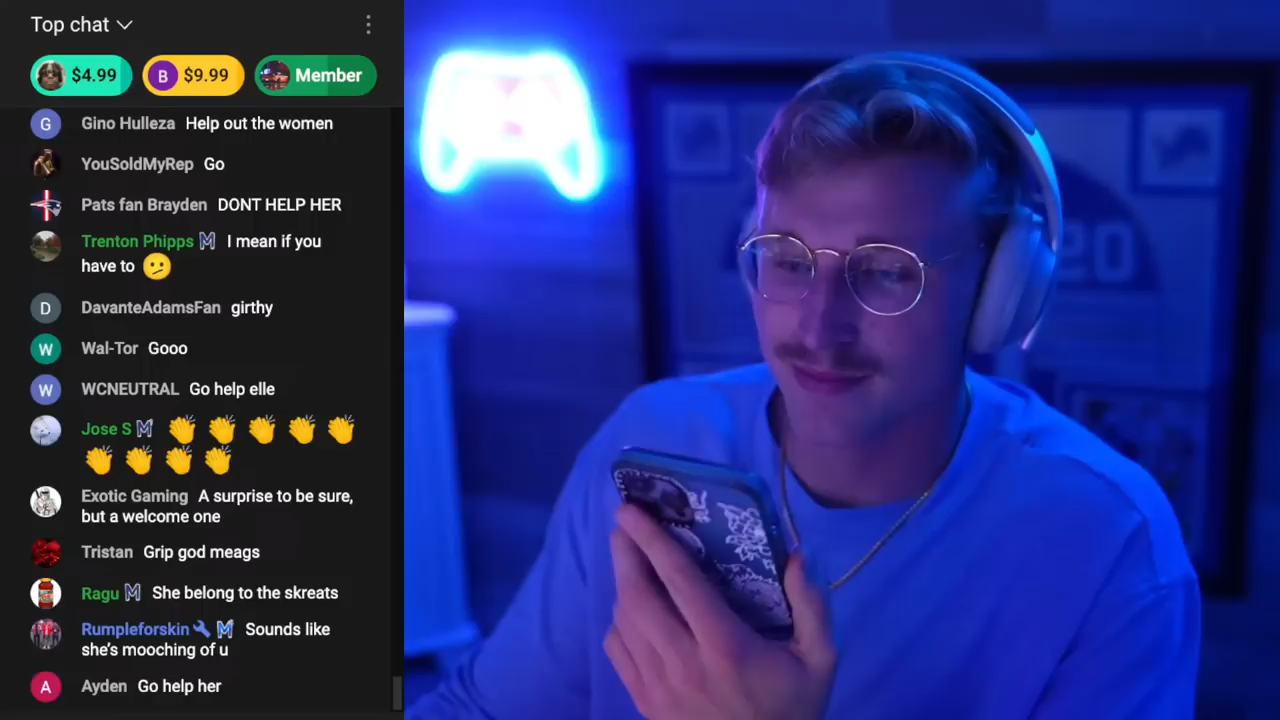 Top chat
$4.99 B $9.99 Member
G Gino Hulleza Help out the women
YouSoldMyRep Go
Pats fan Brayden DONT HELP HER
Trenton Phipps M I mean if you
have to 🫤
D DavanteAdamsFan girthy
W Wal-Tor Gooo
W WCNEUTRAL Go help elle
Jose S M 👏 👏 👏 👏 👏
👏 👏 👏 👏
Exotic Gaming A surprise to be sure,
but a welcome one
Tristan Grip god meags
Ragu M She belong to the skreats
Rumpleforskin M Sounds like
she's mooching of u
A Ayden Go help her
20